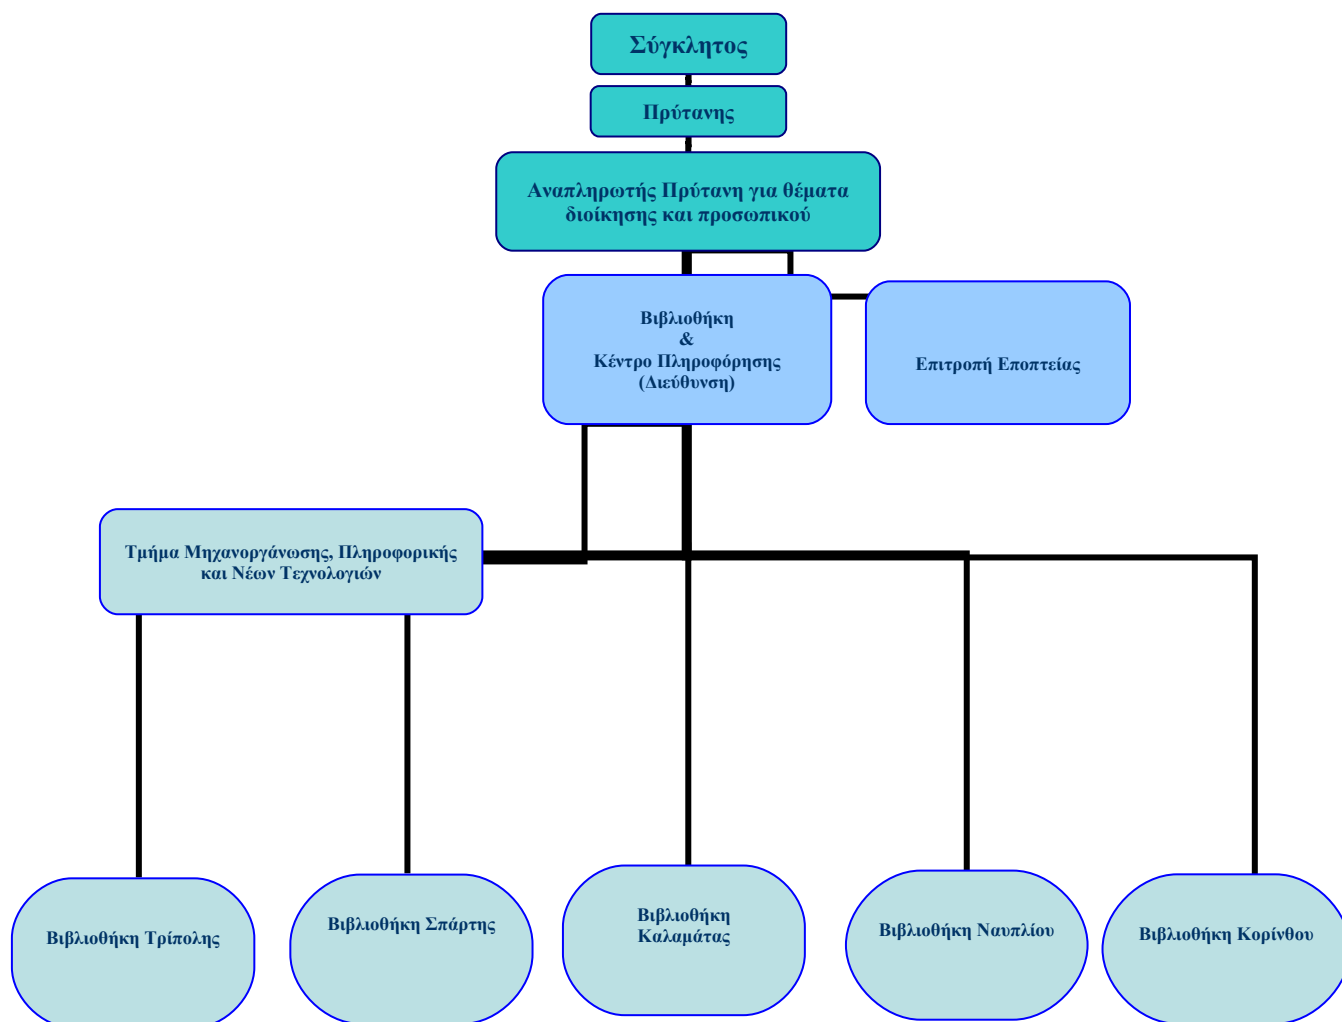 Σύγκλητος
Πρύτανης
Αναπληρωτής Πρύτανη για θέματα
διοίκησης και προσωπικού
Βιβλιοθήκη
&
Κέντρο Πληροφόρησης
(Διεύθυνση)
Επιτροπή Εποπτείας
Τμήμα Μηχανοργάνωσης, Πληροφορικής
και Νέων Τεχνολογιών
Βιβλιοθήκη Τρίπολης
Βιβλιοθήκη Σπάρτης
Βιβλιοθήκη
Καλαμάτας
Βιβλιοθήκη Ναυπλίου
Βιβλιοθήκη Κορίνθου